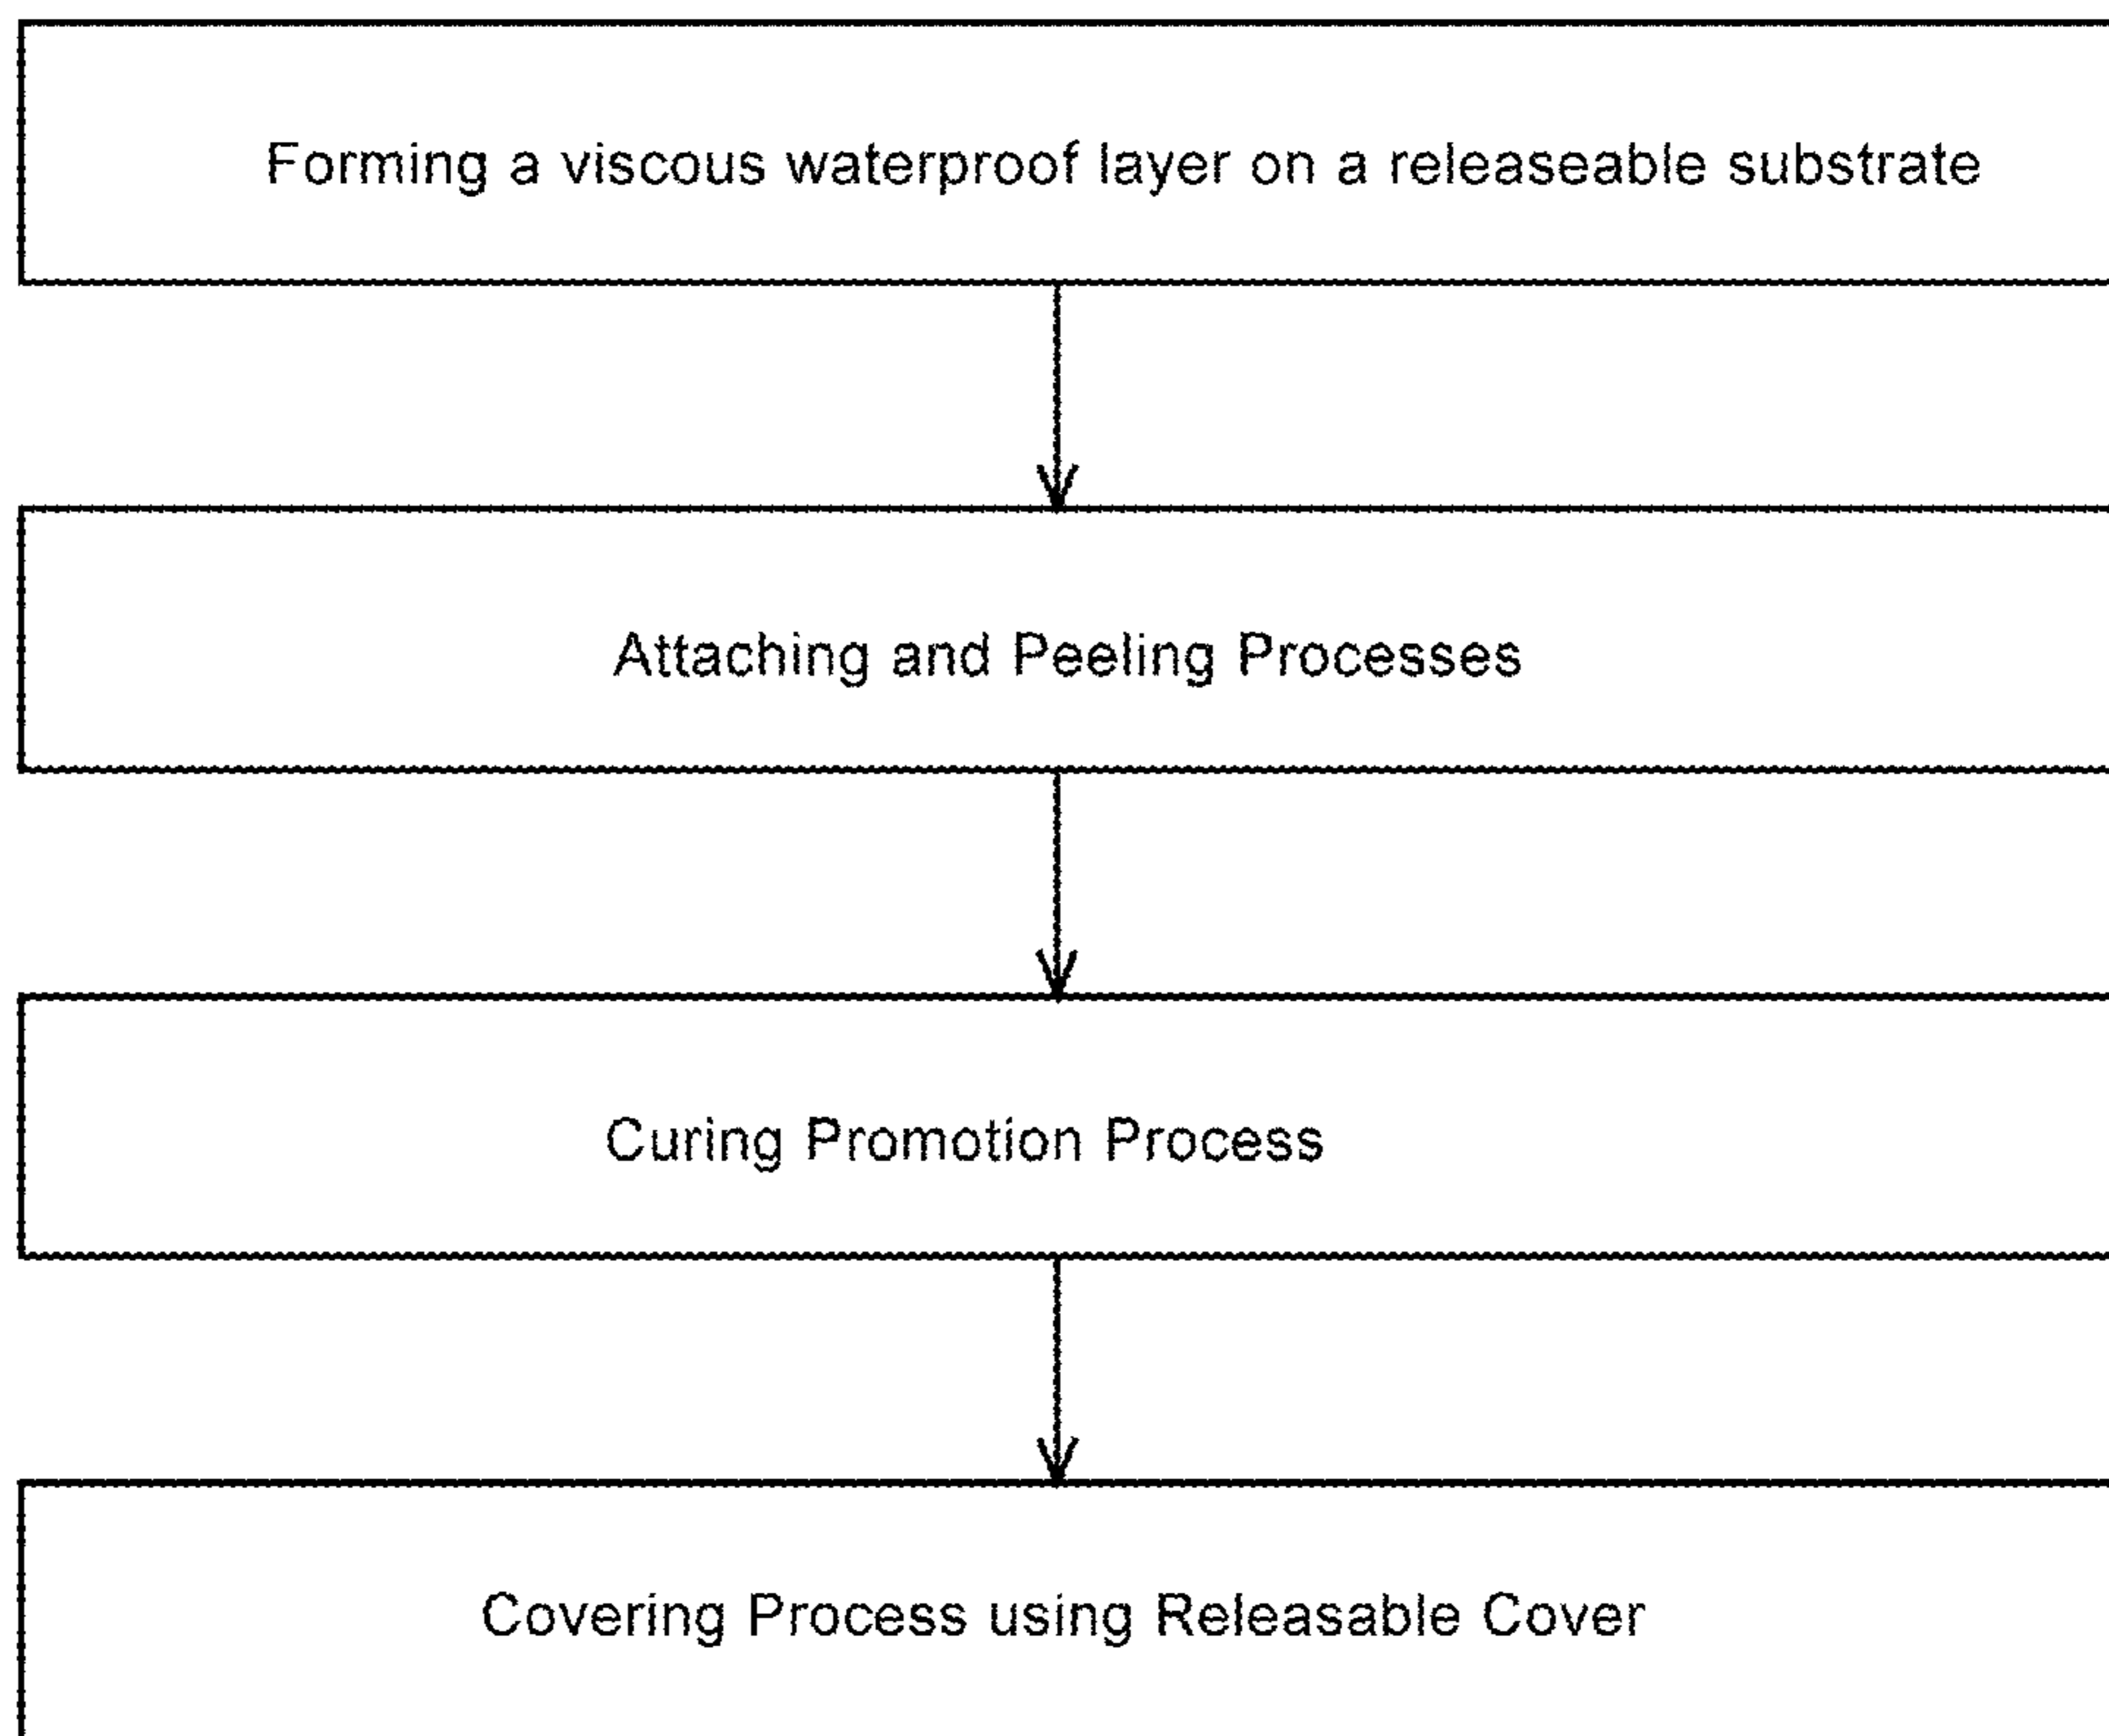 Forming a viscous waterproof layer on a releaseable substrate
Attaching and Peeling Processes
Curing Promotion Process
Covering Process using Releasable Cover